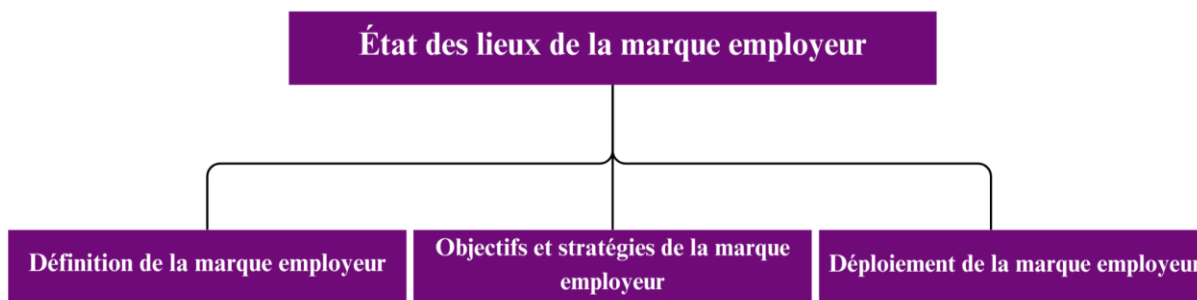 État des lieux de la marque employeur
Définition de la marque employeur
Objectifs et stratégies de la marque
employeur
Déploiement de la marque employeur